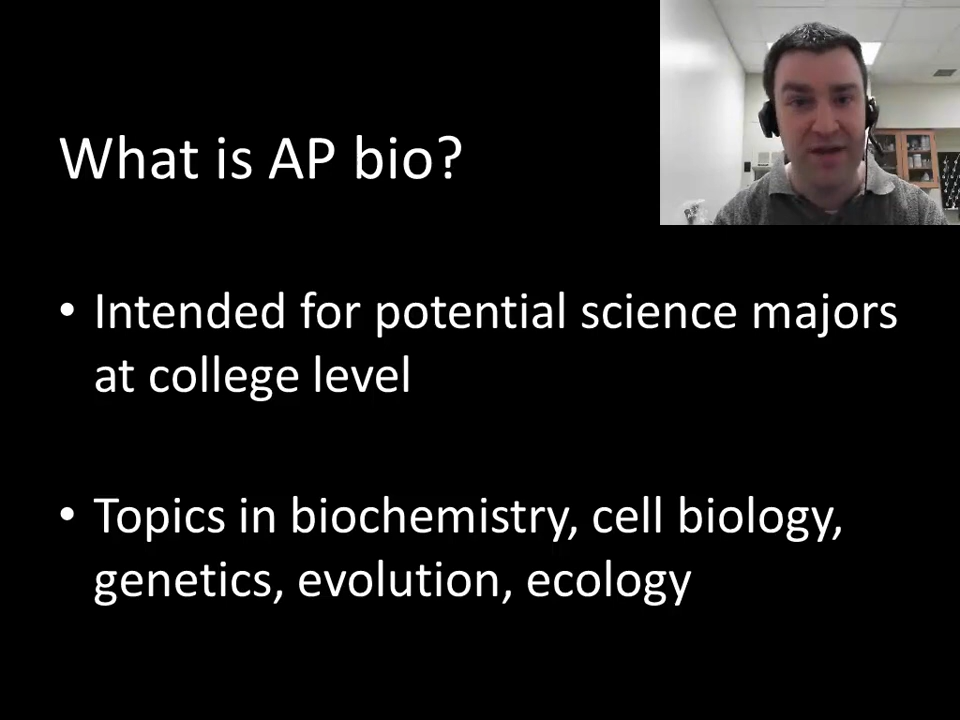 What is AP bio?
• Intended for potential science majors
at college level
• Topics in biochemistry, cell biology,
genetics, evolution, ecology